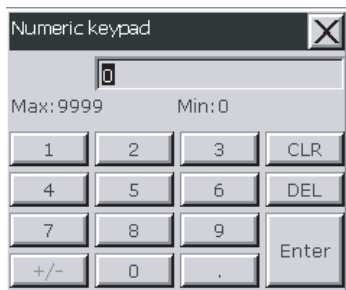 Numeric keypad X
0
Max:9999 Min:0
1 2 3 CLR
4 5 6 DEL
7 8 9
Enter
+/- 0 .